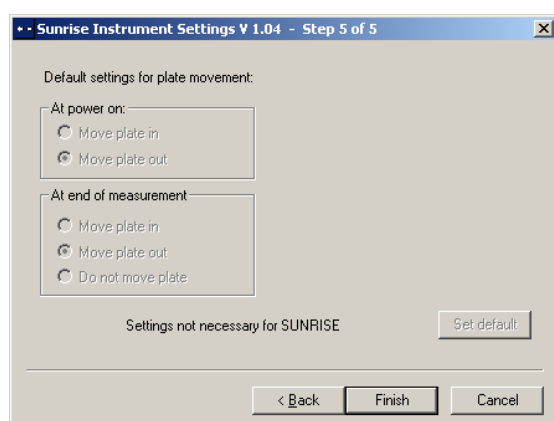 Sunrise Instrument Settings V 1.04 - Step 5 of 5
Default settings for plate movement:
At power on:
Move plate in
Move plate out
At end of measurement
Move plate in
Move plate out
Do not move plate
Settings not necessary for SUNRISE
Set default
< Back
Finish
Cancel